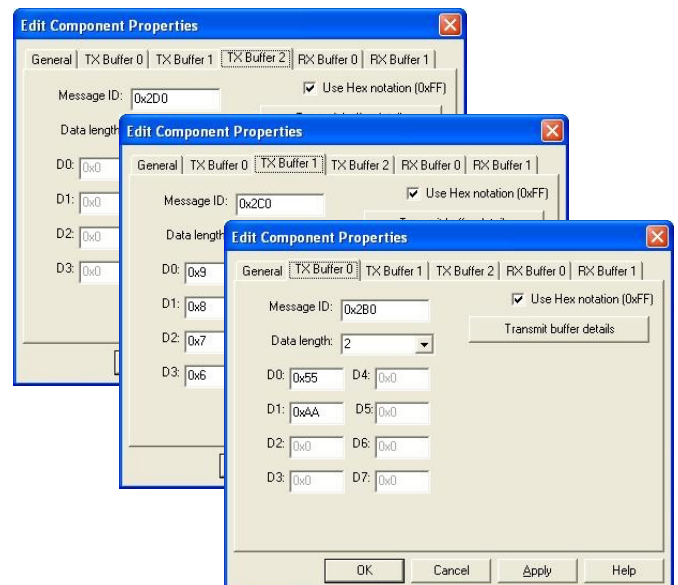 Edit Component Properties
General TX Buffer 0 TX Buffer 1 TX Buffer 2 RX Buffer 0 RX Buffer 1
Message ID: 0x2D0
Use Hex notation (0xFF)
Data length
D0: 0x0
D1: 0x0
D2: 0x0
D3: 0x0
Edit Component Properties
General TX Buffer 0 TX Buffer 1 TX Buffer 2 RX Buffer 0 RX Buffer 1
Message ID: 0x2C0
Use Hex notation (0xFF)
Data length
D0: 0x9
D1: 0x8
D2: 0x7
D3: 0x6
Edit Component Properties
General TX Buffer 0 TX Buffer 1 TX Buffer 2 RX Buffer 0 RX Buffer 1
Message ID: 0x2B0
Use Hex notation (0xFF)
Data length: 2
Transmit buffer details
D0: 0x55 D4: 0x0
D1: 0xAA D5: 0x0
D2: 0x0 D6: 0x0
D3: 0x0 D7: 0x0
OK Cancel Apply Help